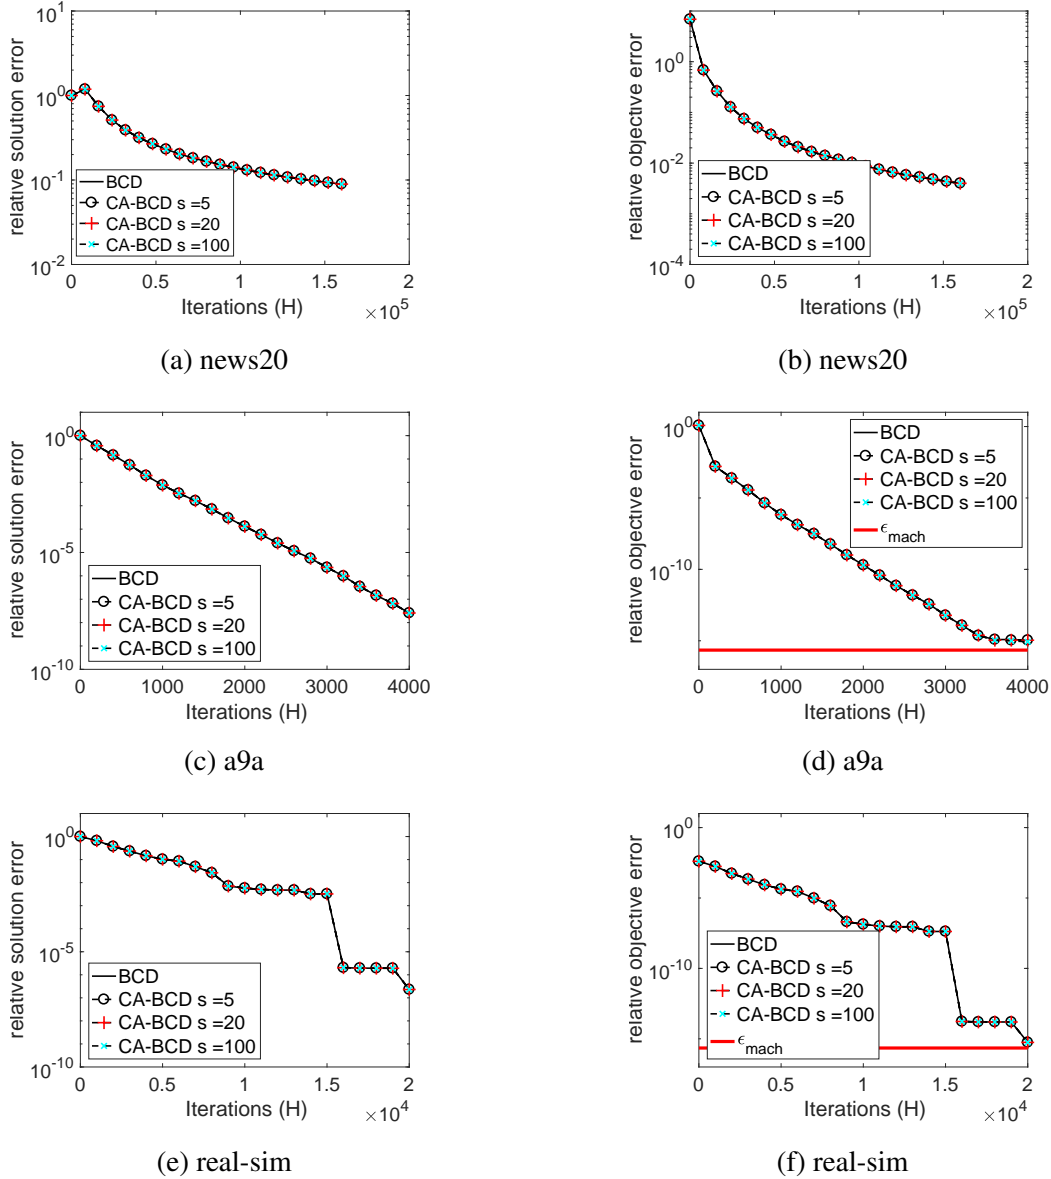 10^1
10^0
10^-1
10^-2
relative solution error
BCD
CA-BCD s =5
CA-BCD s =20
CA-BCD s =100
0 0.5 1 1.5 2
Iterations (H)
×10^5
(a) news20
10^0
10^-2
10^-4
relative objective error
BCD
CA-BCD s =5
CA-BCD s =20
CA-BCD s =100
0 0.5 1 1.5 2
Iterations (H)
×10^5
(b) news20
10^0
10^-5
10^-10
relative solution error
BCD
CA-BCD s =5
CA-BCD s =20
CA-BCD s =100
0 1000 2000 3000 4000
Iterations (H)
(c) a9a
10^0
10^-10
relative objective error
BCD
CA-BCD s =5
CA-BCD s =20
CA-BCD s =100
ϵ_mach
0 1000 2000 3000 4000
Iterations (H)
(d) a9a
10^0
10^-5
10^-10
relative solution error
BCD
CA-BCD s =5
CA-BCD s =20
CA-BCD s =100
0 0.5 1 1.5 2
Iterations (H)
×10^4
(e) real-sim
10^0
10^-10
relative objective error
BCD
CA-BCD s =5
CA-BCD s =20
CA-BCD s =100
ϵ_mach
0 0.5 1 1.5 2
Iterations (H)
×10^4
(f) real-sim